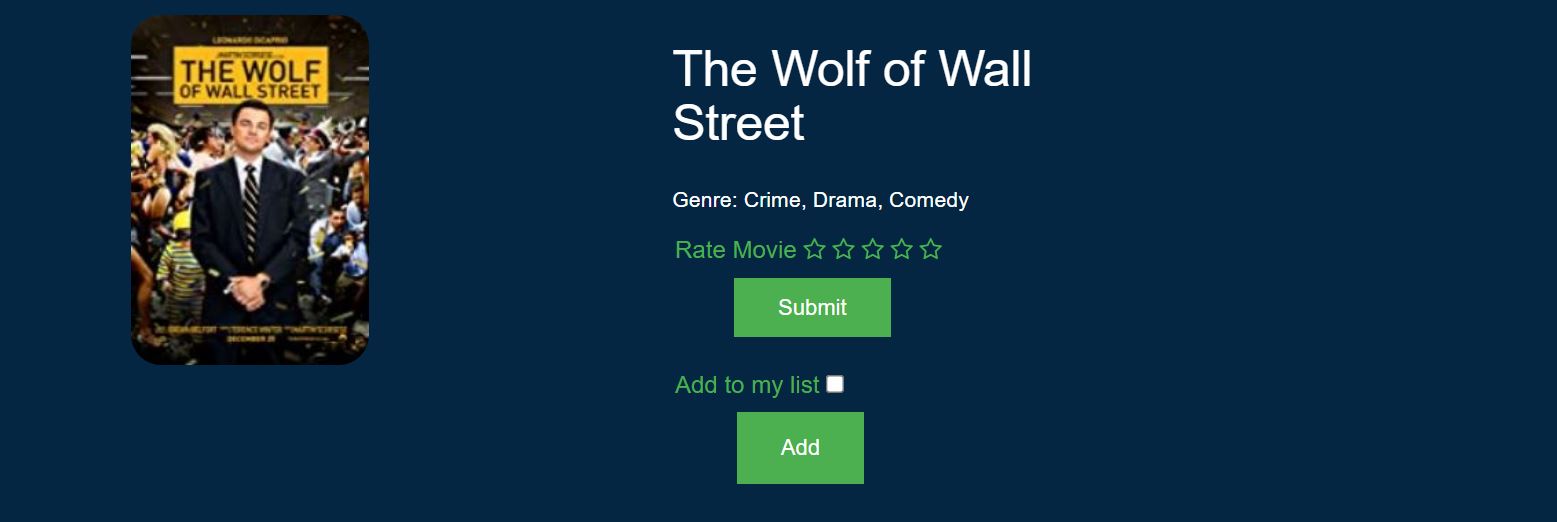 LEONARDO DICAPRIO
THE WOLF
OF WALL STREET
DECEMBER 25
The Wolf of Wall
Street
Genre: Crime, Drama, Comedy
Rate Movie
Submit
Add to my list
Add